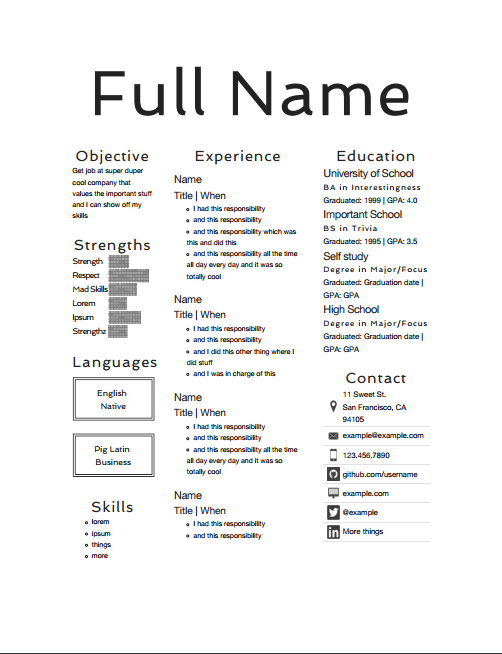 Full Name
Objective
Get job at super duper
cool company that
values the important stuff
and I can show off my
skills
Strengths
Strength
Respect
Mad Skills
Lorem
Ipsum
Strengthz
Languages
English
Native
Pig Latin
Business
Skills
lorem
ipsum
things
more
Experience
Name
Title | When
I had this responsibility
and this responsibility
and this responsibility which was
this and did this
and this responsibility all the time
all day every day and it was so
totally cool
Name
Title | When
I had this responsibility
and this responsibility
and I did this other thing where I
did stuff
and I was in charge of this
Name
Title | When
I had this responsibility
and this responsibility
and this responsibility all the time
all day every day and it was so
totally cool
Name
Title | When
I had this responsibility
and this responsibility
Education
University of School
BA in Interestingness
Graduated: 1999 | GPA: 4.0
Important School
BS in Trivia
Graduated: 1995 | GPA: 3.5
Self study
Degree in Major/Focus
Graduated: Graduation date |
GPA: GPA
High School
Degree in Major/Focus
Graduated: Graduation date |
GPA: GPA
Contact
11 Sweet St.
San Francisco, CA
94105
email@example.com
123.456.7890
github.com/username
example.com
@example
in More things